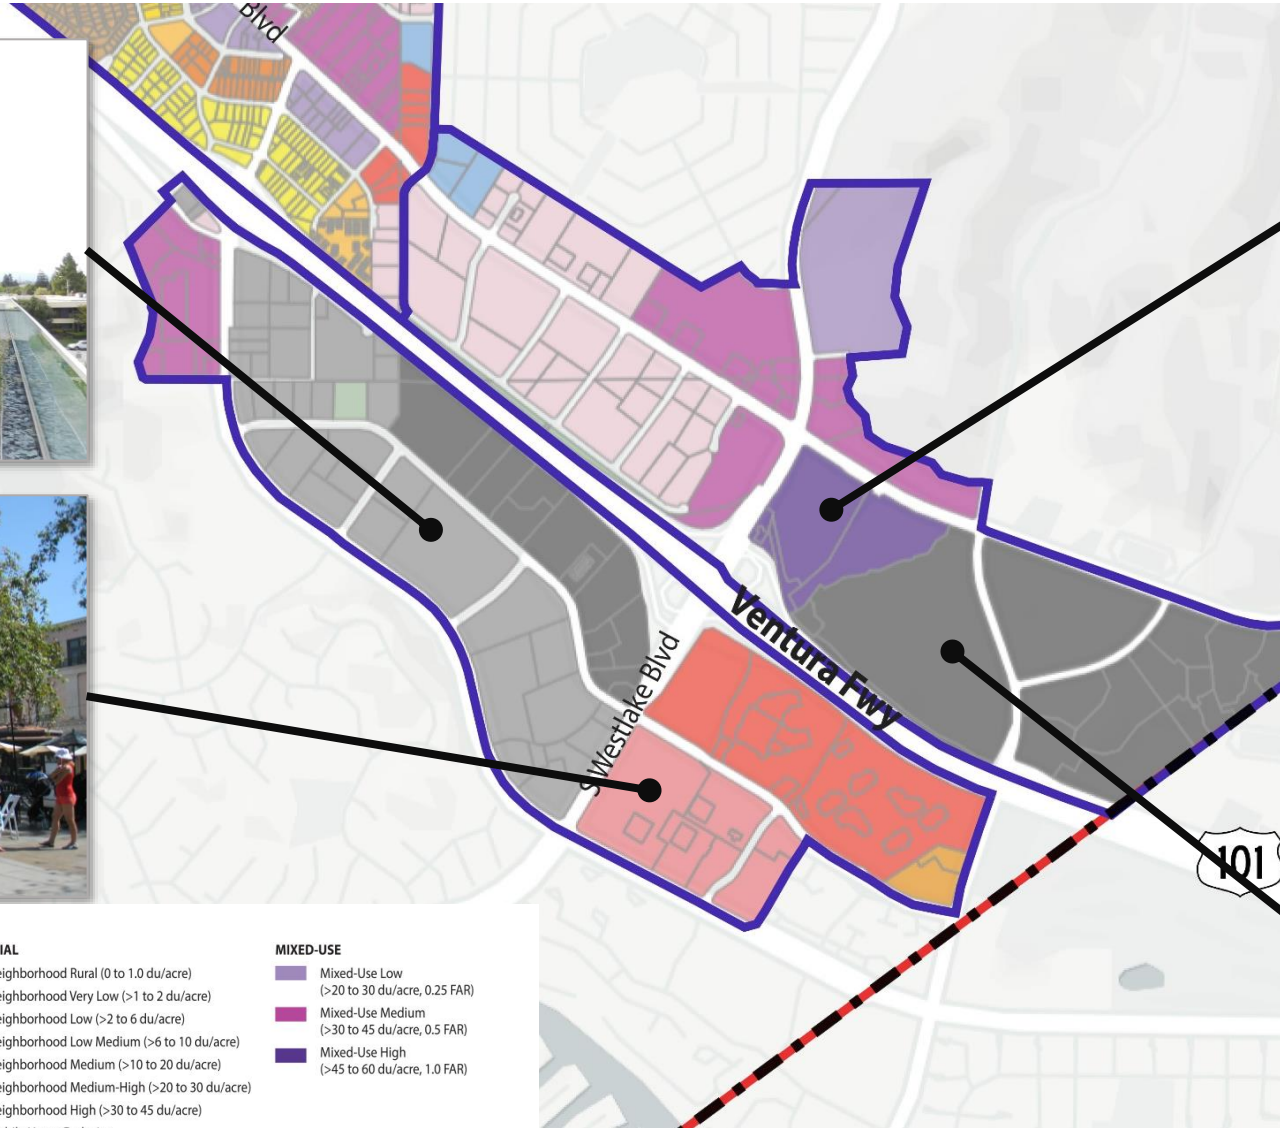 Blvd
Ventura Fwy
S Westlake Blvd
101
IAL
eighborhood Rural (0 to 1.0 du/acre)
eighborhood Very Low (>1 to 2 du/acre)
eighborhood Low (>2 to 6 du/acre)
eighborhood Low Medium (>6 to 10 du/acre)
eighborhood Medium (>10 to 20 du/acre)
eighborhood Medium-High (>20 to 30 du/acre)
eighborhood High (>30 to 45 du/acre)
MIXED-USE
Mixed-Use Low
(>20 to 30 du/acre, 0.25 FAR)
Mixed-Use Medium
(>30 to 45 du/acre, 0.5 FAR)
Mixed-Use High
(>45 to 60 du/acre, 1.0 FAR)